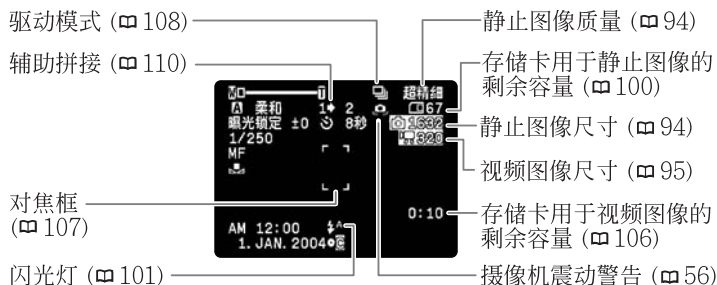 驱动模式 (108)
辅助拼接 (110)
对焦框
(107)
闪光灯 (101)
W T 超精细
A 柔和 1 2 67
曝光锁定 ±0 8秒 1632
1/250 320
MF
0:10
AM 12:00 A
1. JAN. 2004 C
静止图像质量 (94)
存储卡用于静止图像的
剩余容量 (100)
静止图像尺寸 (94)
视频图像尺寸 (95)
存储卡用于视频图像的
剩余容量 (106)
摄像机震动警告 (56)